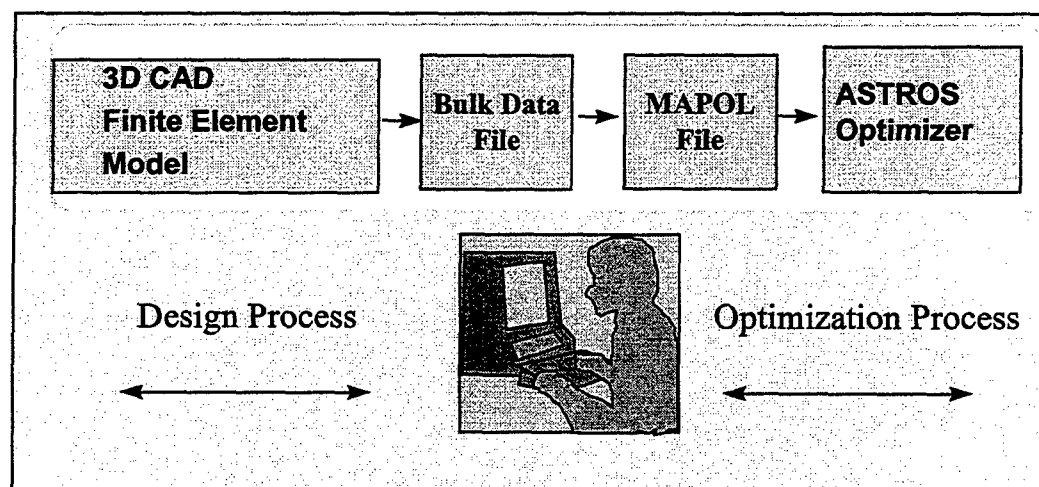 3D CAD
Finite Element
Model
Bulk Data
File
MAPOL
File
ASTROS
Optimizer
Design Process
Optimization Process